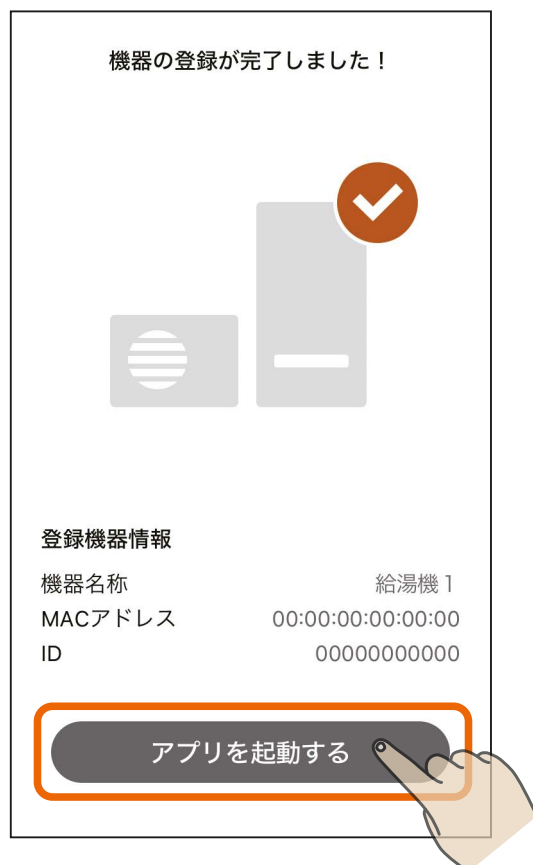 機器の登録が完了しました！
登録機器情報
機器名称 給湯機1
MACアドレス 00:00:00:00:00:00
ID 00000000000
アプリを起動する